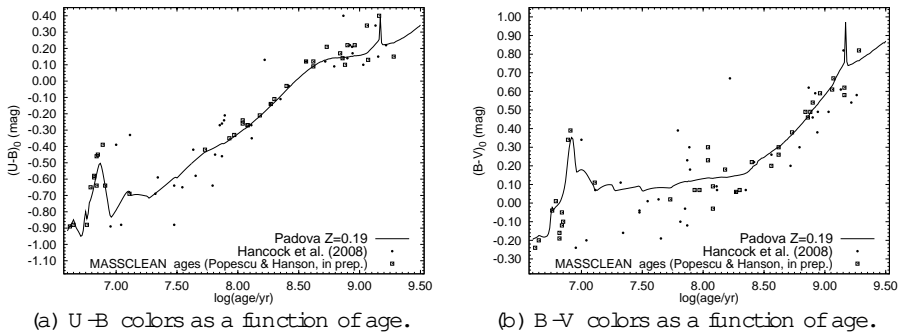 0.40
0.30
0.20
0.10
0.00
-0.10
-0.20
-0.30
-0.40
-0.50
-0.60
-0.70
-0.80
-0.90
-1.00
-1.10
(U-B)0 (mag)
(a)
Padova Z=0.19
Hancock et al. (2008)
MASSCLEAN ages (Popescu & Hanson, in prep.)
7.00 7.50 8.00 8.50 9.00 9.50
log(age/yr)
(a) U-B colors as a function of age.
1.00
0.90
0.80
0.70
0.60
0.50
0.40
0.30
0.20
0.10
0.00
-0.10
-0.20
-0.30
(B-V)0 (mag)
(b)
Padova Z=0.19
Hancock et al. (2008)
MASSCLEAN ages (Popescu & Hanson, in prep.)
7.00 7.50 8.00 8.50 9.00 9.50
log(age/yr)
(b) B-V colors as a function of age.